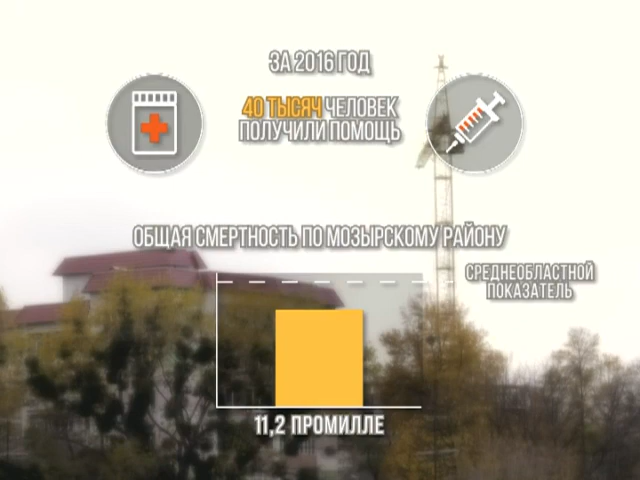 ЗА 2016 ГОД
40 ТЫСЯЧ ЧЕЛОВЕК
ПОЛУЧИЛИ ПОМОЩЬ
ОБЩАЯ СМЕРТНОСТЬ ПО МОЗЫРСКОМУ РАЙОНУ
СРЕДНЕОБЛАСТНОЙ
ПОКАЗАТЕЛЬ
11,2 ПРОМИЛЛЕ